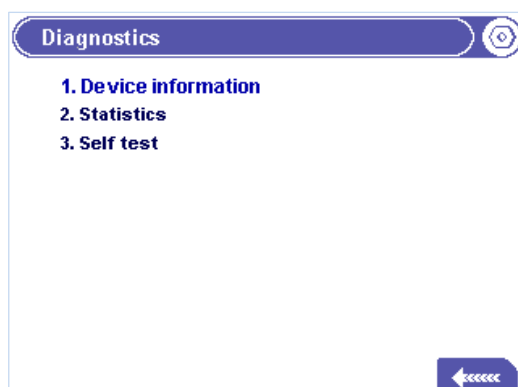 Diagnostics
1. Device information
2. Statistics
3. Self test